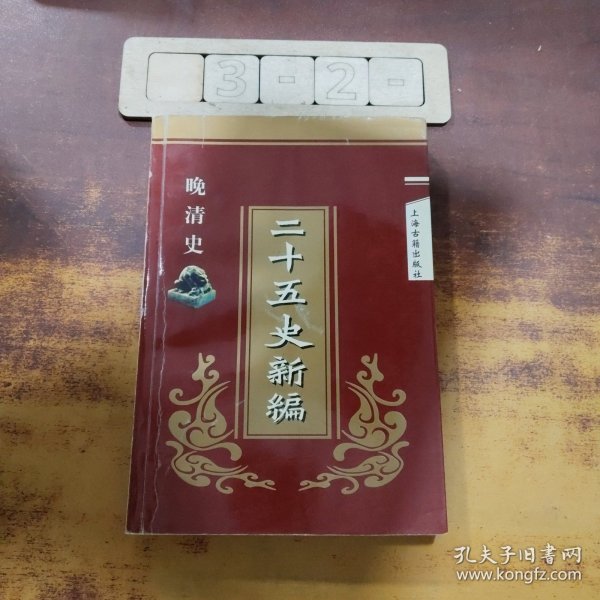 3-2-
晚清史
二十五史新編
上海古籍出版社
孔夫子旧书网
www.kongfz.com